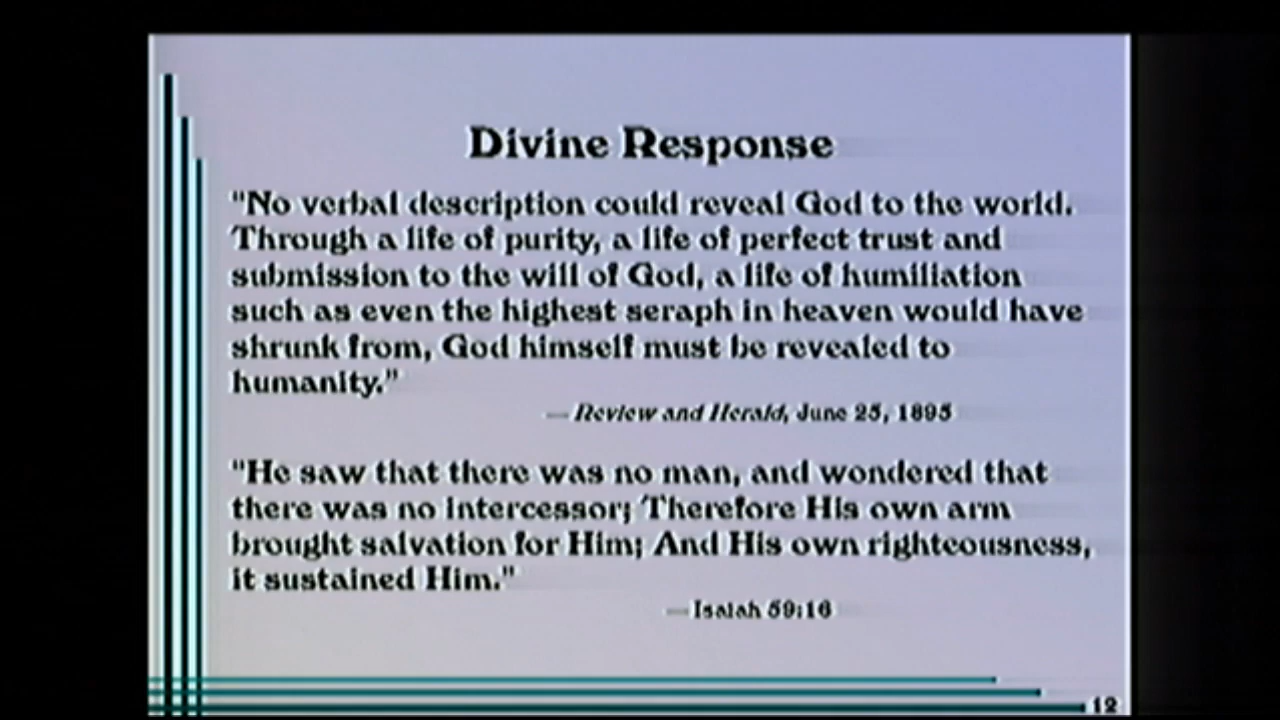 Divine Response
"No verbal description could reveal God to the world.
Through a life of purity, a life of perfect trust and
submission to the will of God, a life of humiliation
such as even the highest seraph in heaven would have
shrunk from, God himself must be revealed to
humanity."
— Review and Herald, June 25, 1895
"He saw that there was no man, and wondered that
there was no intercessor; Therefore His own arm
brought salvation for Him; And His own righteousness,
it sustained Him."
— Isaiah 59:16
12